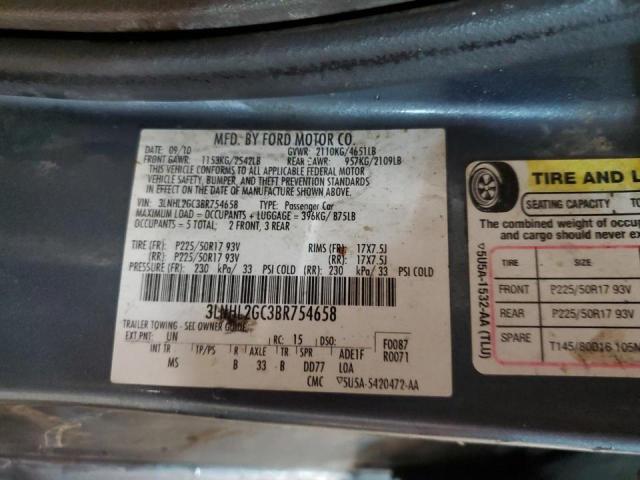 MFD. BY FORD MOTOR CO.
DATE: 09/10 GVWR: 2110KG/4651LB
FRONT GAWR: 1153KG/2542LB REAR GAWR: 957KG/2109LB
THIS VEHICLE CONFORMS TO ALL APPLICABLE FEDERAL MOTOR
VEHICLE SAFETY, BUMPER, AND THEFT PREVENTION STANDARDS IN
EFFECT ON THE DATE OF MANUFACTURE SHOWN ABOVE.
VIN: 3LNHL2GC3BR754658 TYPE: Passenger Car
MAXIMUM LOAD = OCCUPANTS + LUGGAGE = 396KG/ 875LB
OCCUPANTS = 5 TOTAL: 2 FRONT, 3 REAR
TIRE (FR): P225/50R17 93V RIMS (FR): 17X7.5J
(RR): P225/50R17 93V (RR): 17X7.5J
PRESSURE (FR): 230 kPa/ 33 PSI COLD (RR): 230 kPa/ 33 PSI COLD
3LNHL2GC3BR754658
TRAILER TOWING - SEE OWNER GUIDE
EXT PNT: UN RC: 15 DSO: F0087
INT TR TP/PS R AXLE TR SPR ADE1F R0071
MS B 33 B DD77 LOA
CMC ▽5U5A-5420472-AA
TIRE AND L
SEATING CAPACITY TO
The combined weight of occup
and cargo should never ex
TIRE SIZE
FRONT P225/50R17 93V
REAR P225/50R17 93V
SPARE T145/80D16 105M
▽5U5A-1532-AA (TLU)